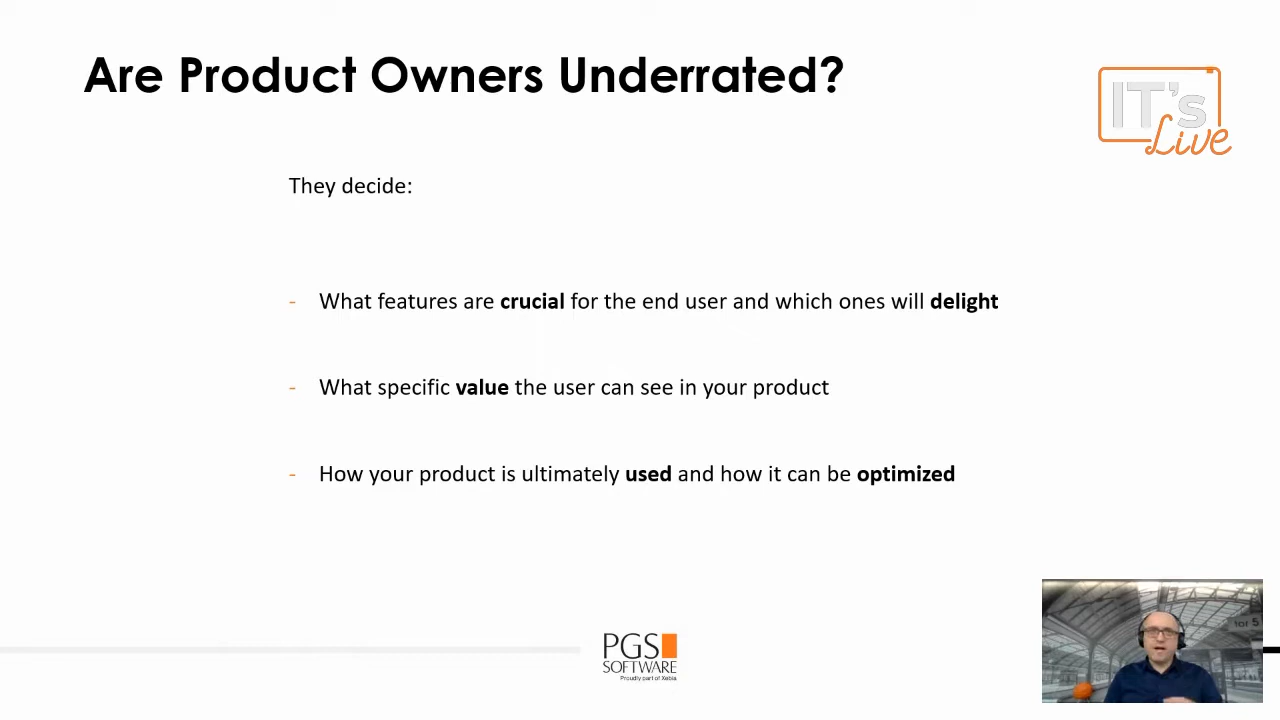 Are Product Owners Underrated?
IT's
Live
They decide:
- What features are crucial for the end user and which ones will delight
- What specific value the user can see in your product
- How your product is ultimately used and how it can be optimized
PGS
SOFTWARE
Proudly part of Xebia
tor 5